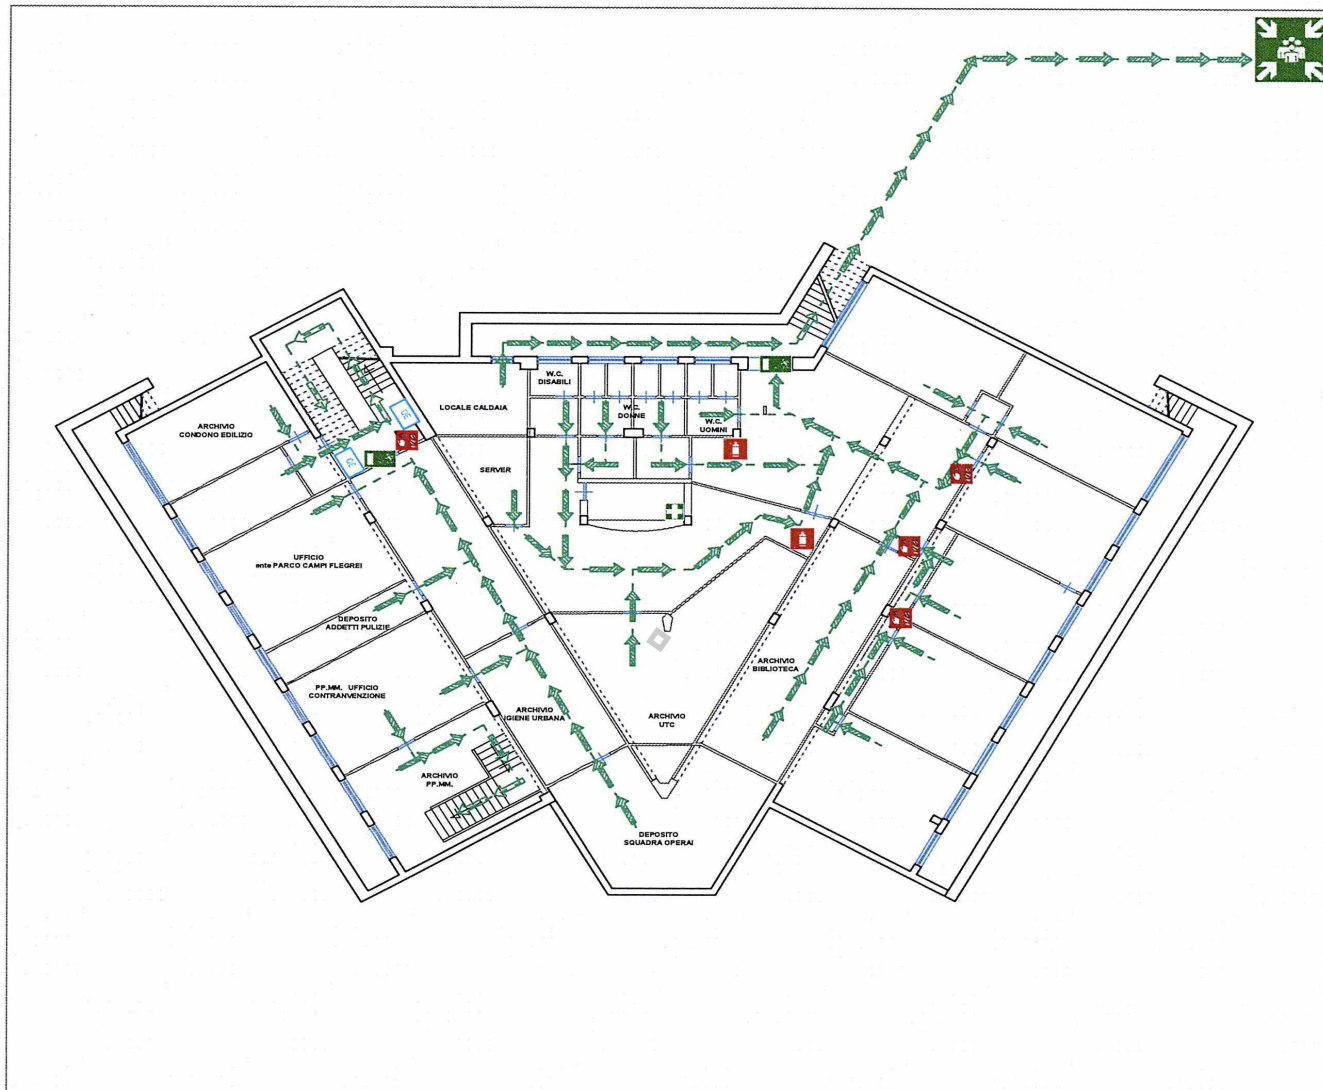 W.C.
DISABILI
LOCALE CALDAIA
W.C.
DONNE
W.C.
UOMINI
ARCHIVIO
CONDONO EDILIZIO
SERVER
UFFICIO
ente PARCO CAMPI FLEGREI
DEPOSITO
ADDETTI PULIZIE
PP.MM. UFFICIO
CONTRANVENZIONE
ARCHIVIO
IGIENE URBANA
ARCHIVIO
BIBLIOTECA
ARCHIVIO
UTC
ARCHIVIO
PP.MM.
DEPOSITO
SQUADRA OPERAI